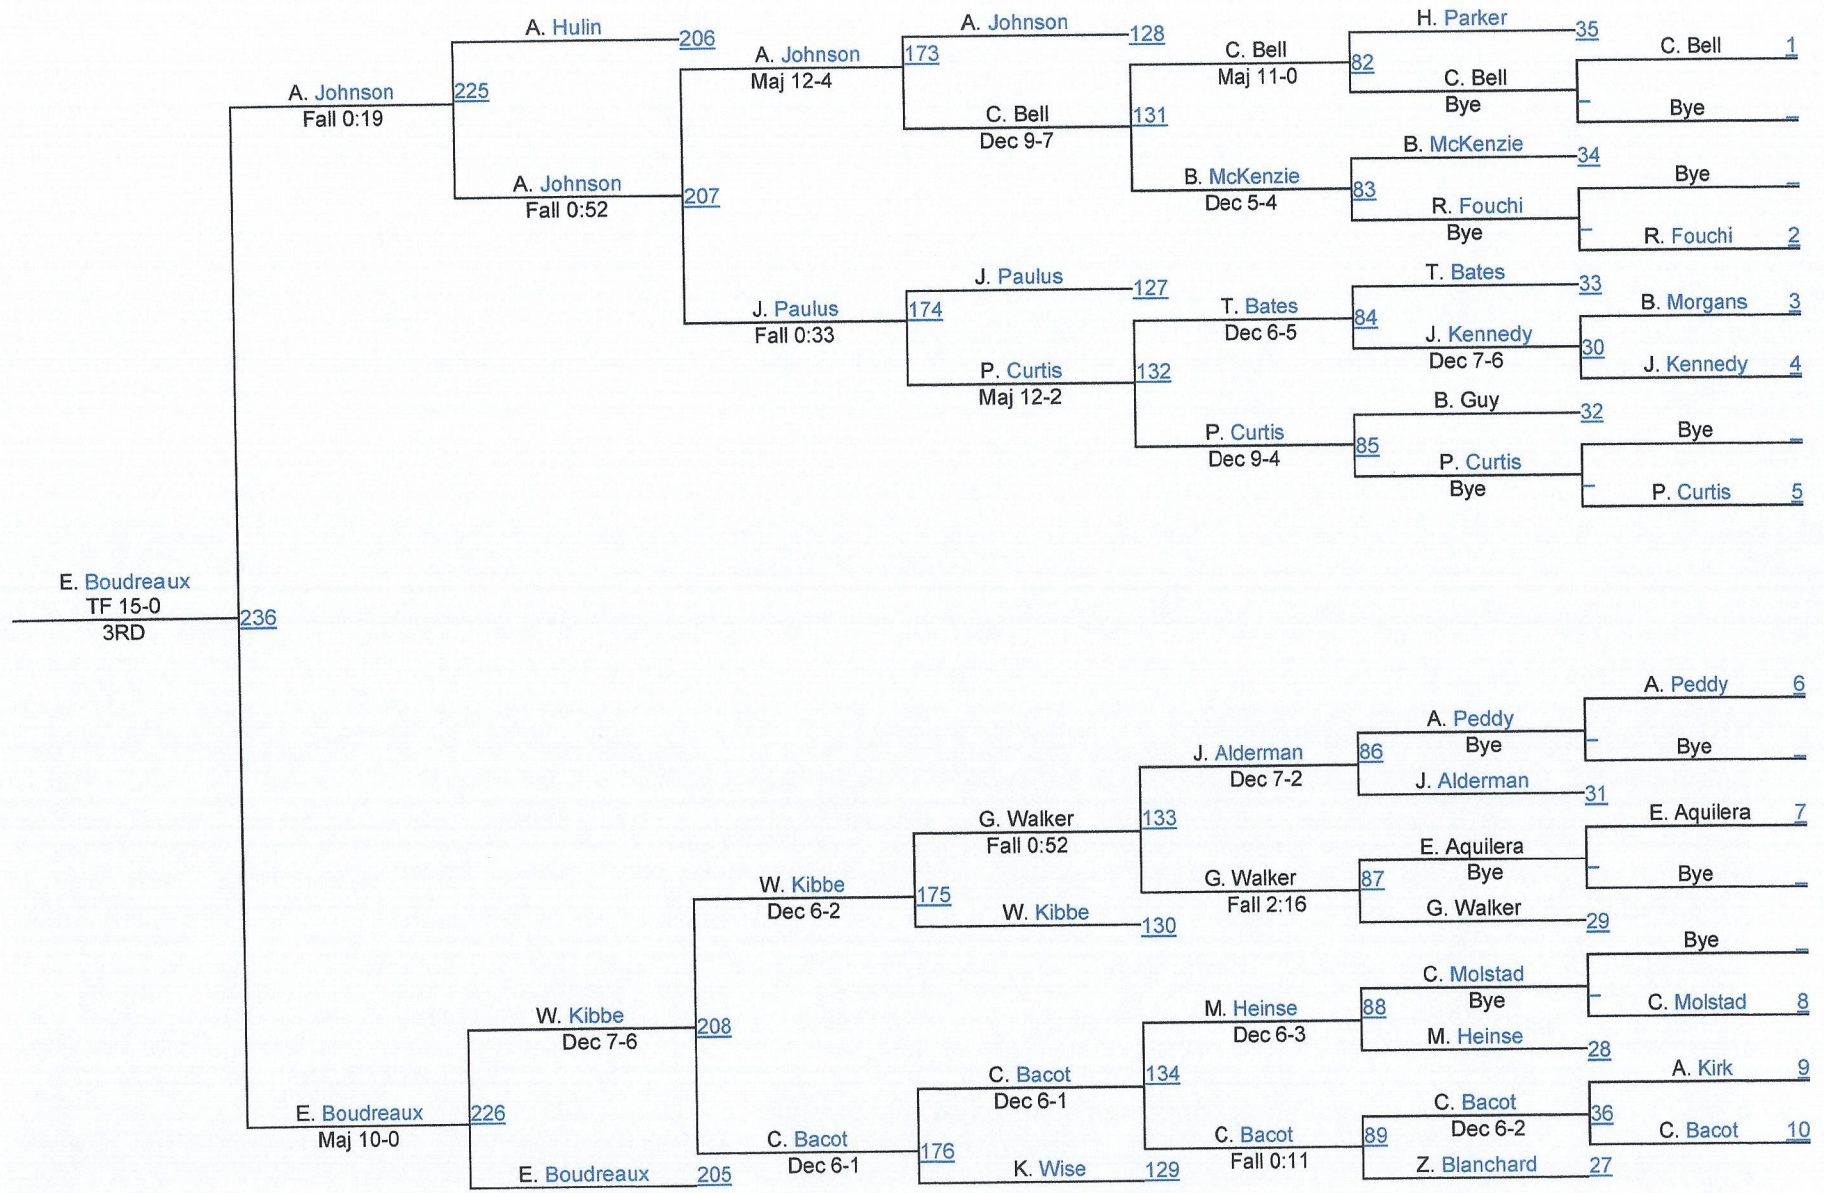 H. Parker
35
C. Bell 1
C. Bell
Maj 11-0
82
C. Bell
Bye
Bye
A. Johnson
128
A. Hulin
206
A. Johnson
Maj 12-4
173
C. Bell
Dec 9-7
131
B. McKenzie
34
Bye
B. McKenzie
Dec 5-4
83
R. Fouchi
Bye
R. Fouchi 2
A. Johnson
Fall 0:19
225
A. Johnson
Fall 0:52
207
T. Bates
33
B. Morgans 3
J. Paulus
127
T. Bates
Dec 6-5
84
J. Kennedy
Dec 7-6
30
J. Kennedy 4
J. Paulus
Fall 0:33
174
P. Curtis
Maj 12-2
132
B. Guy
32
Bye
P. Curtis
Dec 9-4
85
P. Curtis
Bye
P. Curtis 5
E. Boudreaux
TF 15-0
3RD
236
A. Peddy 6
A. Peddy
Bye
Bye
J. Alderman
Dec 7-2
86
J. Alderman
31
E. Aquilera 7
G. Walker
Fall 0:52
133
E. Aquilera
Bye
Bye
G. Walker
Fall 2:16
87
G. Walker
29
W. Kibbe
Dec 6-2
175
W. Kibbe
130
Bye
C. Molstad
Bye
C. Molstad 8
M. Heinse
Dec 6-3
88
M. Heinse
28
W. Kibbe
Dec 7-6
208
A. Kirk 9
C. Bacot
Dec 6-1
134
C. Bacot
Dec 6-2
36
C. Bacot 10
E. Boudreaux
Maj 10-0
226
C. Bacot
Dec 6-1
176
C. Bacot
Fall 0:11
89
Z. Blanchard
27
K. Wise
129
E. Boudreaux
205